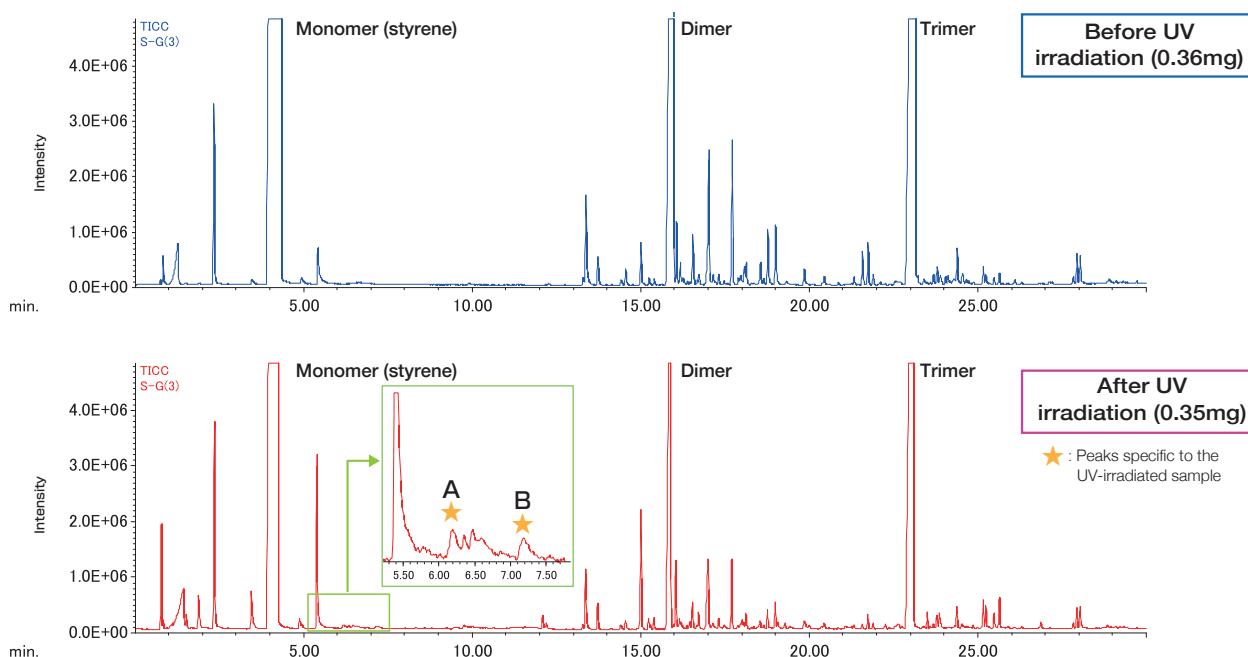 TICC
S-G(3)
Monomer (styrene)
Dimer
Trimer
Before UV
irradiation (0.36mg)
Intensity
4.0E+06
3.0E+06
2.0E+06
1.0E+06
0.0E+00
min.
5.00
10.00
15.00
20.00
25.00
TICC
S-G(3)
Monomer (styrene)
Dimer
Trimer
After UV
irradiation (0.35mg)
: Peaks specific to the
UV-irradiated sample
A
B
5.50
6.00
6.50
7.00
7.50
Intensity
4.0E+06
3.0E+06
2.0E+06
1.0E+06
0.0E+00
min.
5.00
10.00
15.00
20.00
25.00